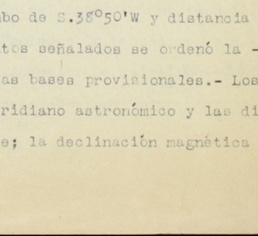 bo de S.38°50'W y distancia
tos señalados se ordenó la -
as bases provisionales.- Los
ridiano astronómico y las di
e; la declinación magnética